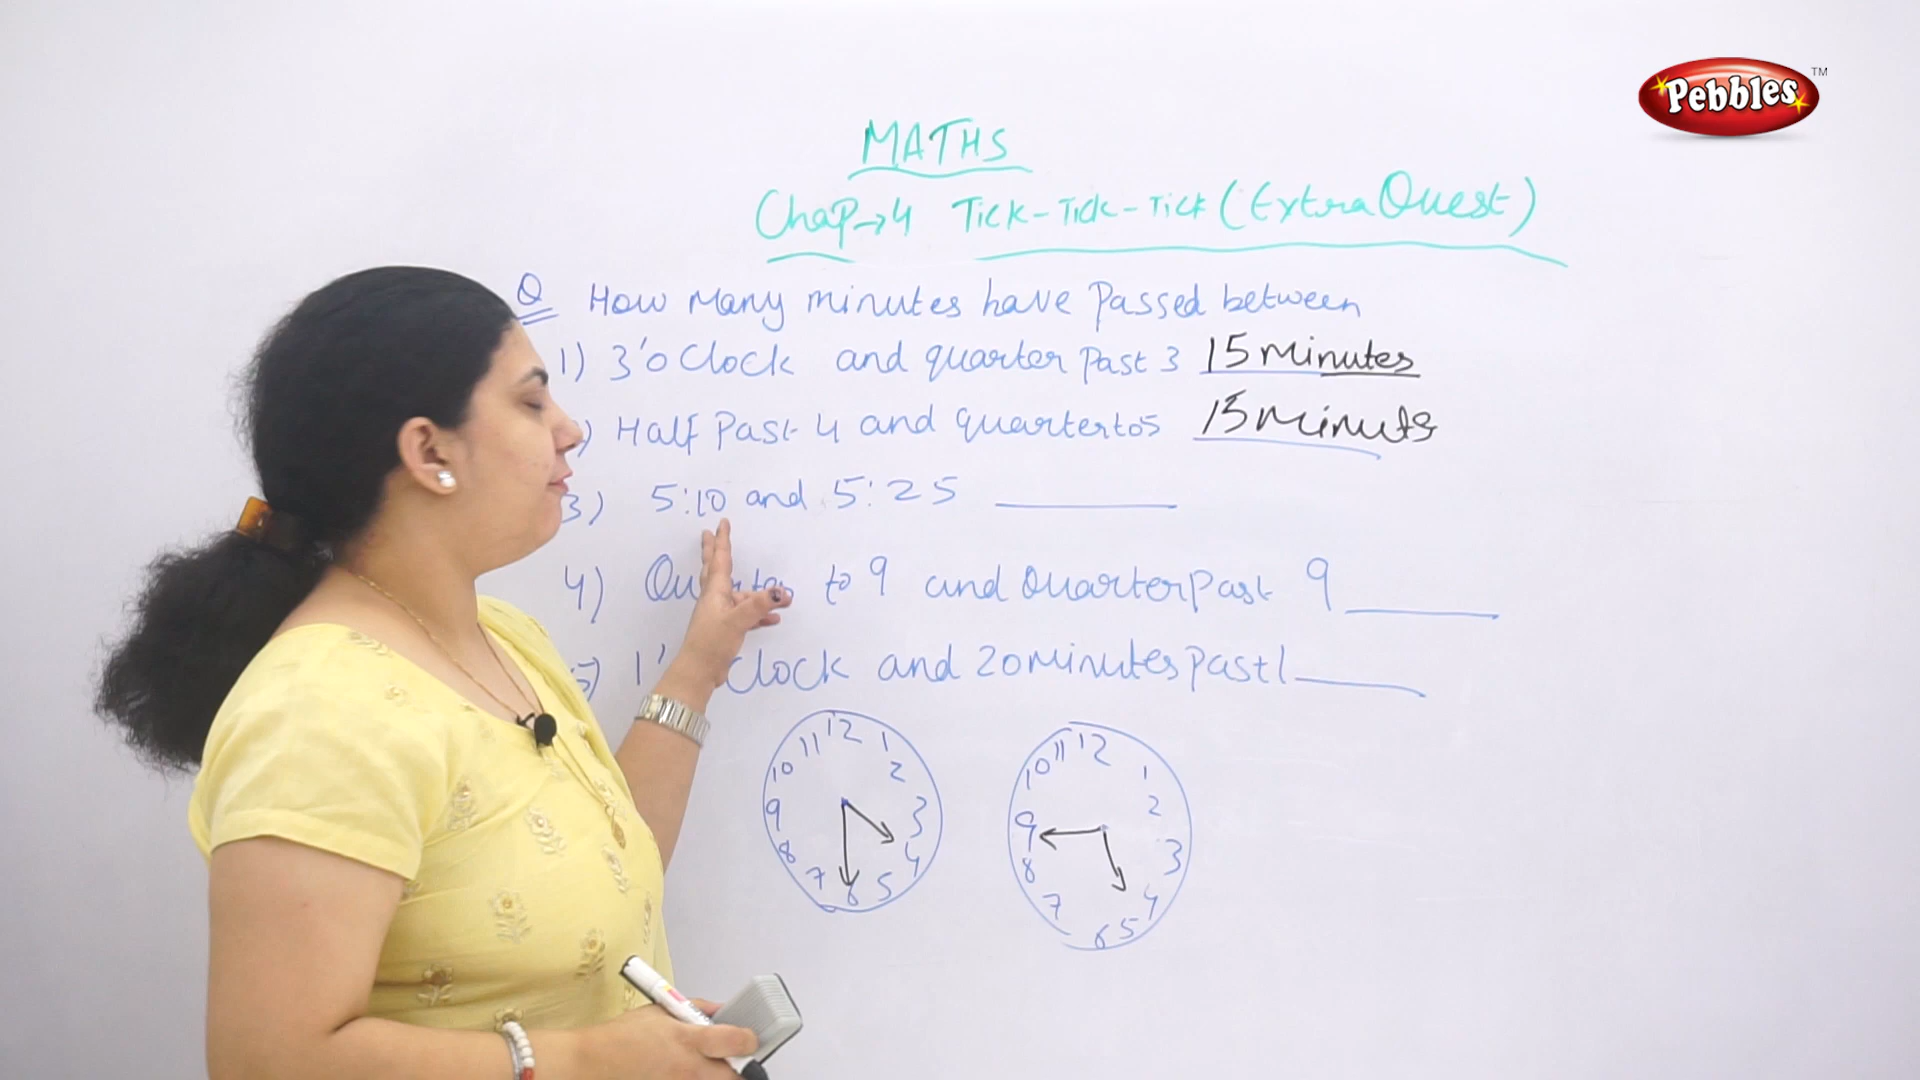 Pebbles TM
MATHS
Chap→4 Tick-Tick-Tick (Extra Quest)
Q How Many minutes have Passed between
1) 3'oClock and quarter Past 3 15 minutes
) Half Past 4 and quarter to 5 15 minuts
3) 5:10 and 5:25
4) to 9 and Quarter Past 9
5) 1' Clock and 20 minutes Past 1
12 1 2 3 4 5 6 7 8 9 10 11
12 1 2 3 4 5 6 7 8 9 10 11